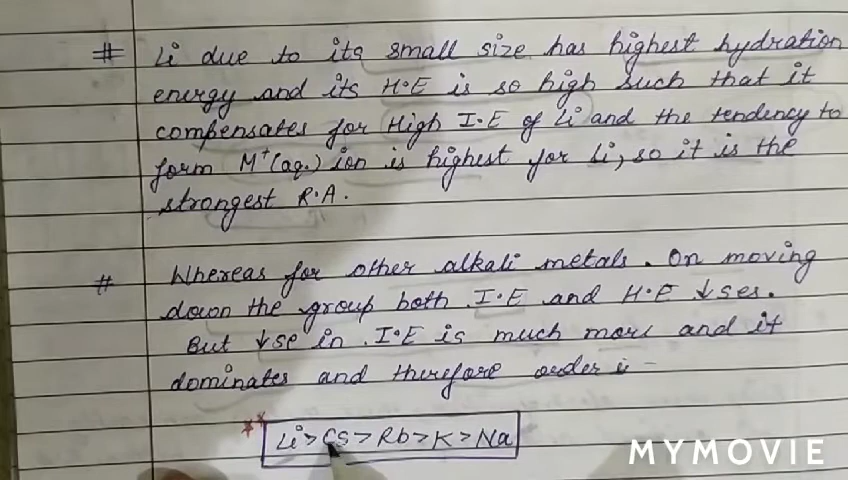 # Li due to its small size has highest hydration
energy and its H.E is so high such that it
compensates for High I.E of Li and the tendency to
form M⁺(aq.) ion is highest for Li, so it is the
strongest R.A.
# Whereas for other alkali metals. On moving
down the group both I.E and H.E ↓ses.
But ↓se in I.E is much more and it
dominates and therefore order is -
** Li > Cs > Rb > K > Na
MYMOVIE